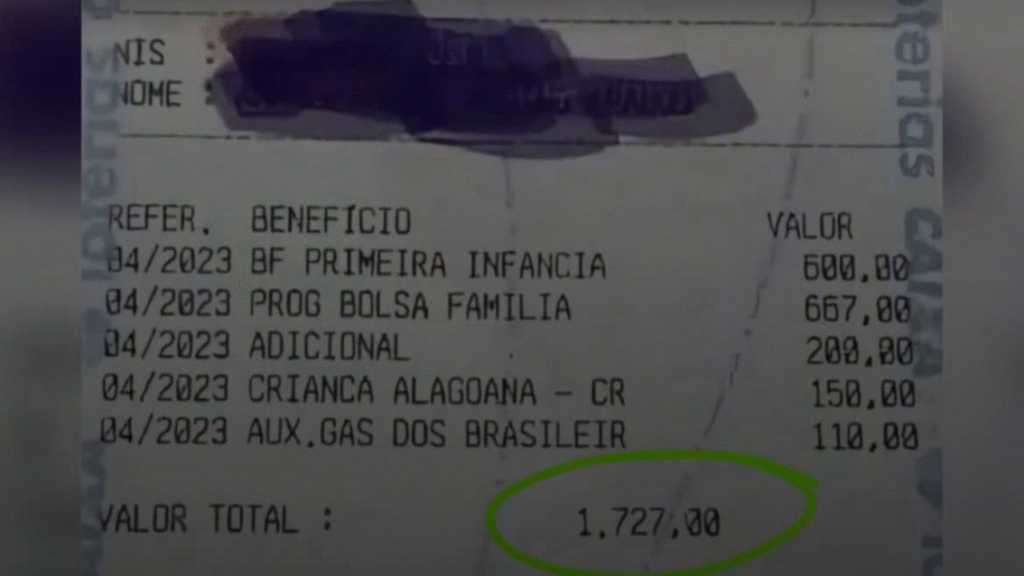 NIS :
NOME :
REFER. BENEFÍCIO VALOR
04/2023 BF PRIMEIRA INFANCIA 600,00
04/2023 PROG BOLSA FAMILIA 667,00
04/2023 ADICIONAL 200,00
04/2023 CRIANCA ALAGOANA - CR 150,00
04/2023 AUX.GAS DOS BRASILEIR 110,00
VALOR TOTAL : 1.727,00
CAIXA